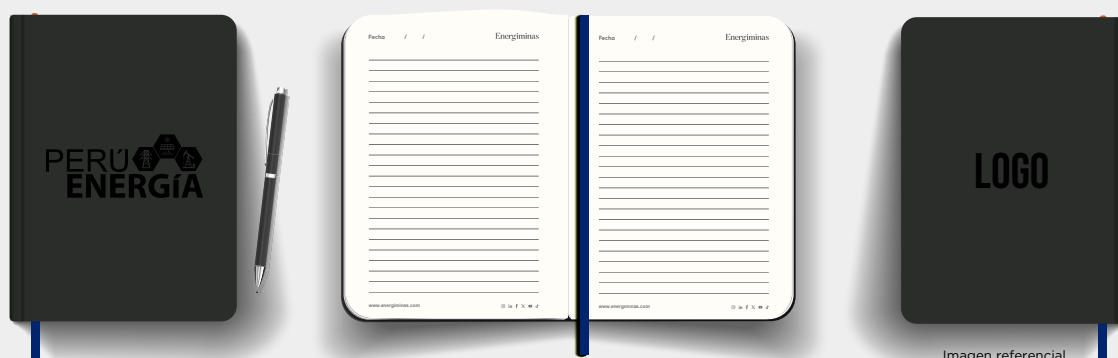 PERÚ
ENERGÍA
Fecha / /
Energiminas
www.energiminas.com
Fecha / /
Energiminas
www.energiminas.com
LOGO
Imagen referencial